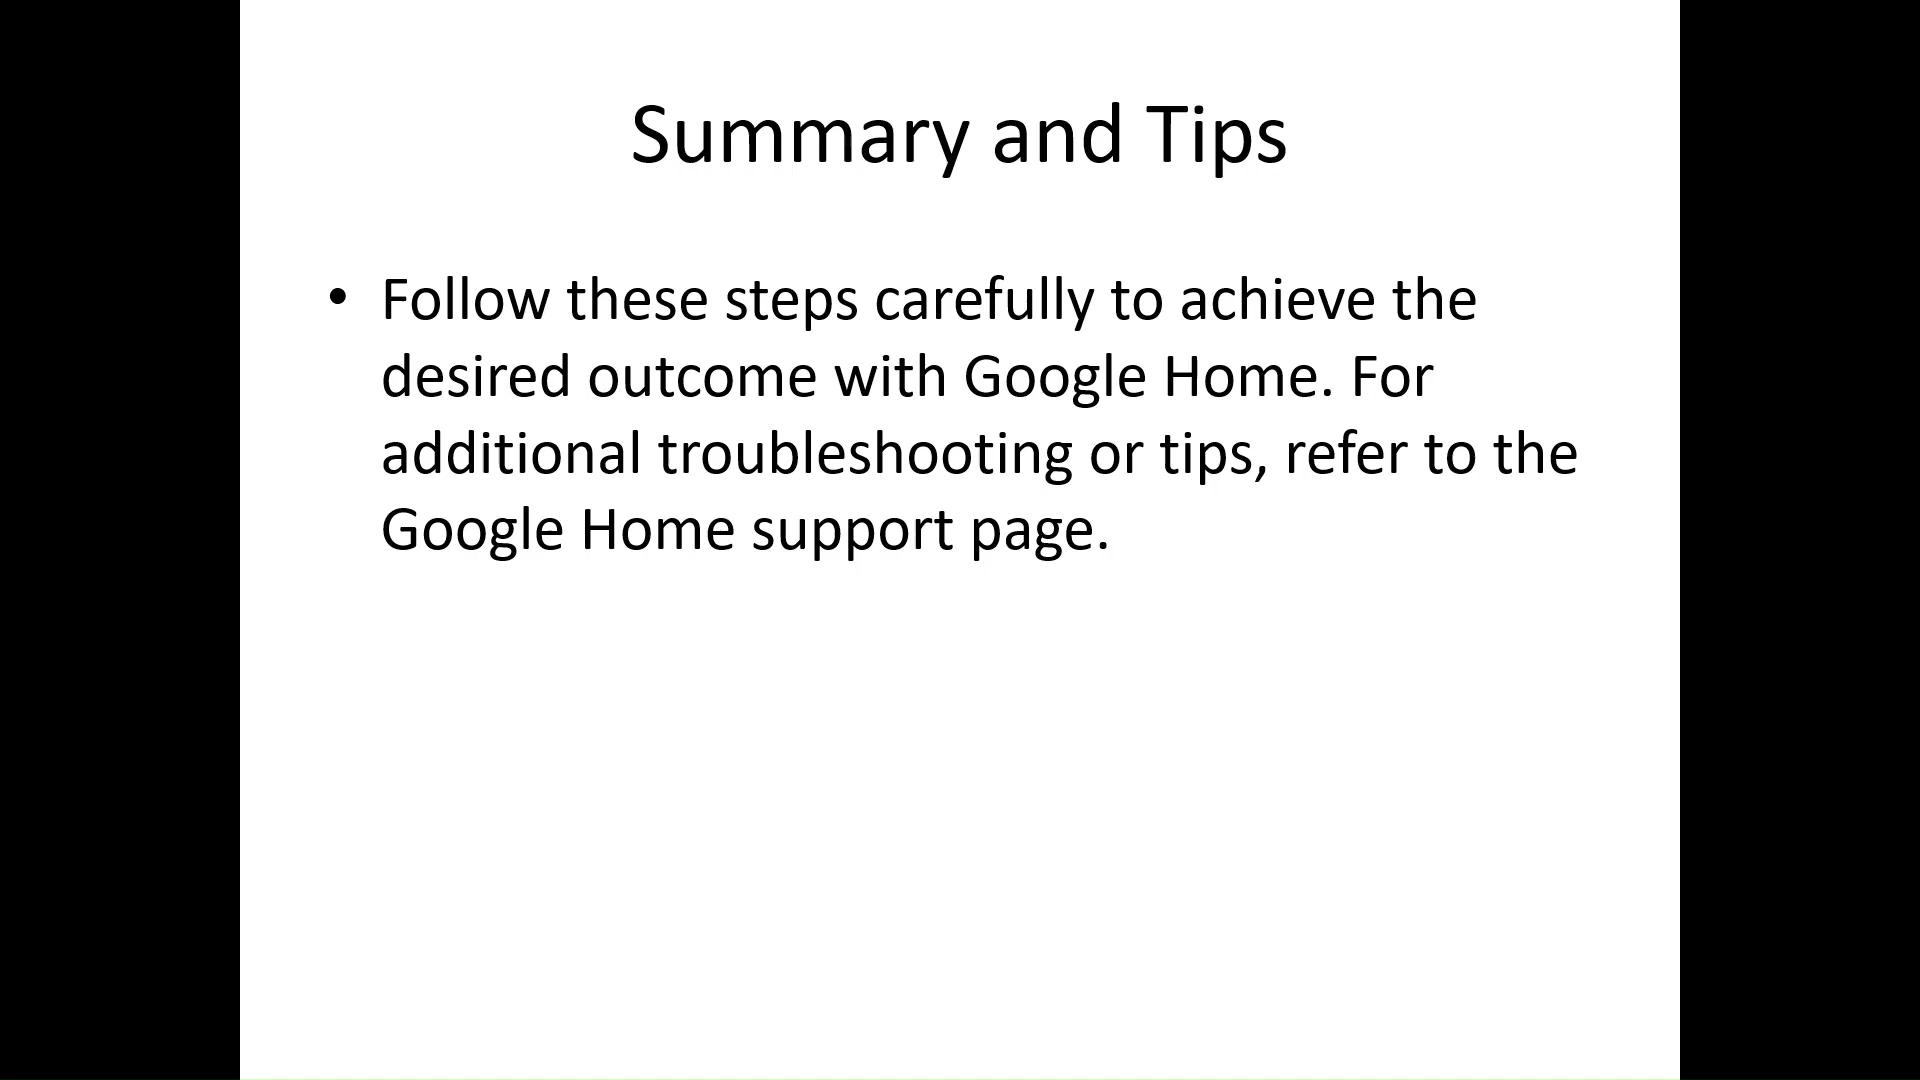 Summary and Tips
• Follow these steps carefully to achieve the
desired outcome with Google Home. For
additional troubleshooting or tips, refer to the
Google Home support page.